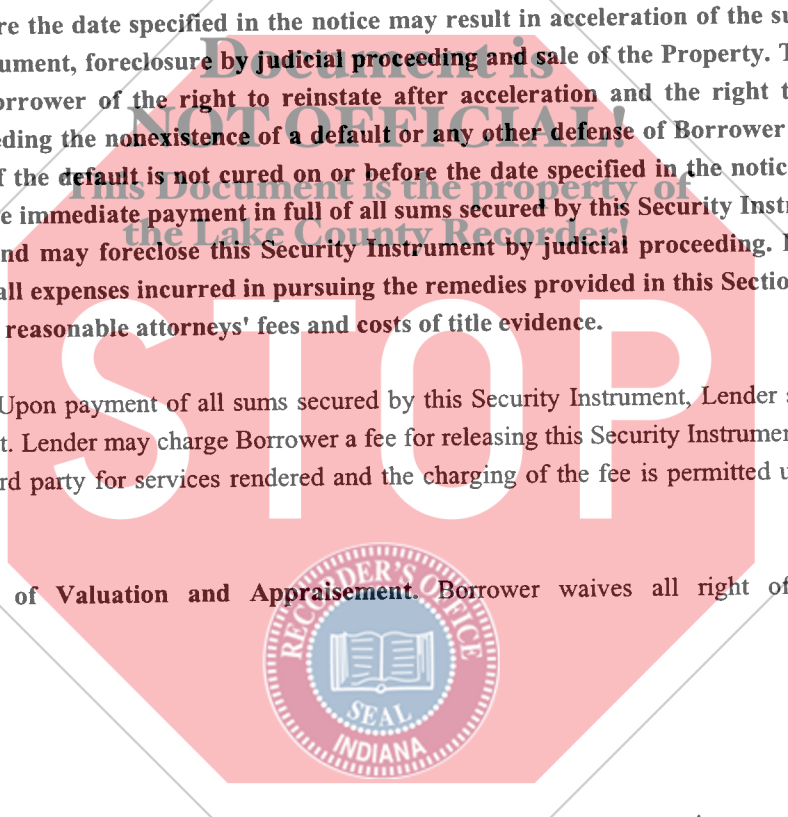 re the date specified in the notice may result in acceleration of the su
ument, foreclosure by judicial proceeding and sale of the Property. T
orrower of the right to reinstate after acceleration and the right t
eding the nonexistence of a default or any other defense of Borrower
f the default is not cured on or before the date specified in the notic
e immediate payment in full of all sums secured by this Security Instr
nd may foreclose this Security Instrument by judicial proceeding.
all expenses incurred in pursuing the remedies provided in this Sectio
reasonable attorneys' fees and costs of title evidence.
Upon payment of all sums secured by this Security Instrument, Lender s
t. Lender may charge Borrower a fee for releasing this Security Instrumen
rd party for services rendered and the charging of the fee is permitted u
of Valuation and Appraisement. Borrower waives all right of
Document is
NOT OFFICIAL!
This Document is the property of
the Lake County Recorder!
STOP
RECORDER'S OFFICE
SEAL
INDIANA